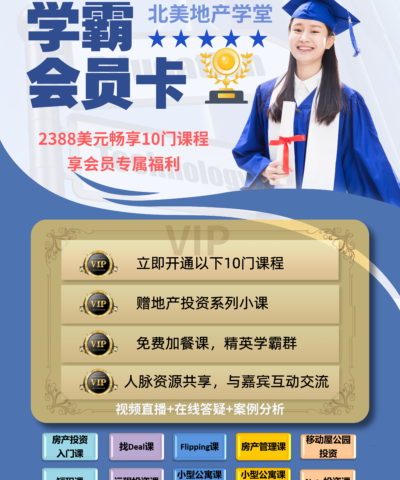 学霸
北美地产学堂
会员卡
2388美元畅享10门课程
享会员专属福利
VIP
VIP 立即开通以下10门课程
VIP 赠地产投资系列小课
VIP 免费加餐课，精英学霸群
VIP 人脉资源共享，与嘉宾互动交流
视频直播+在线答疑+案例分析
房产投资
入门课
找Deal课
Flipping课
房产管理课
移动屋公园
投资
小型公寓课
小型公寓课